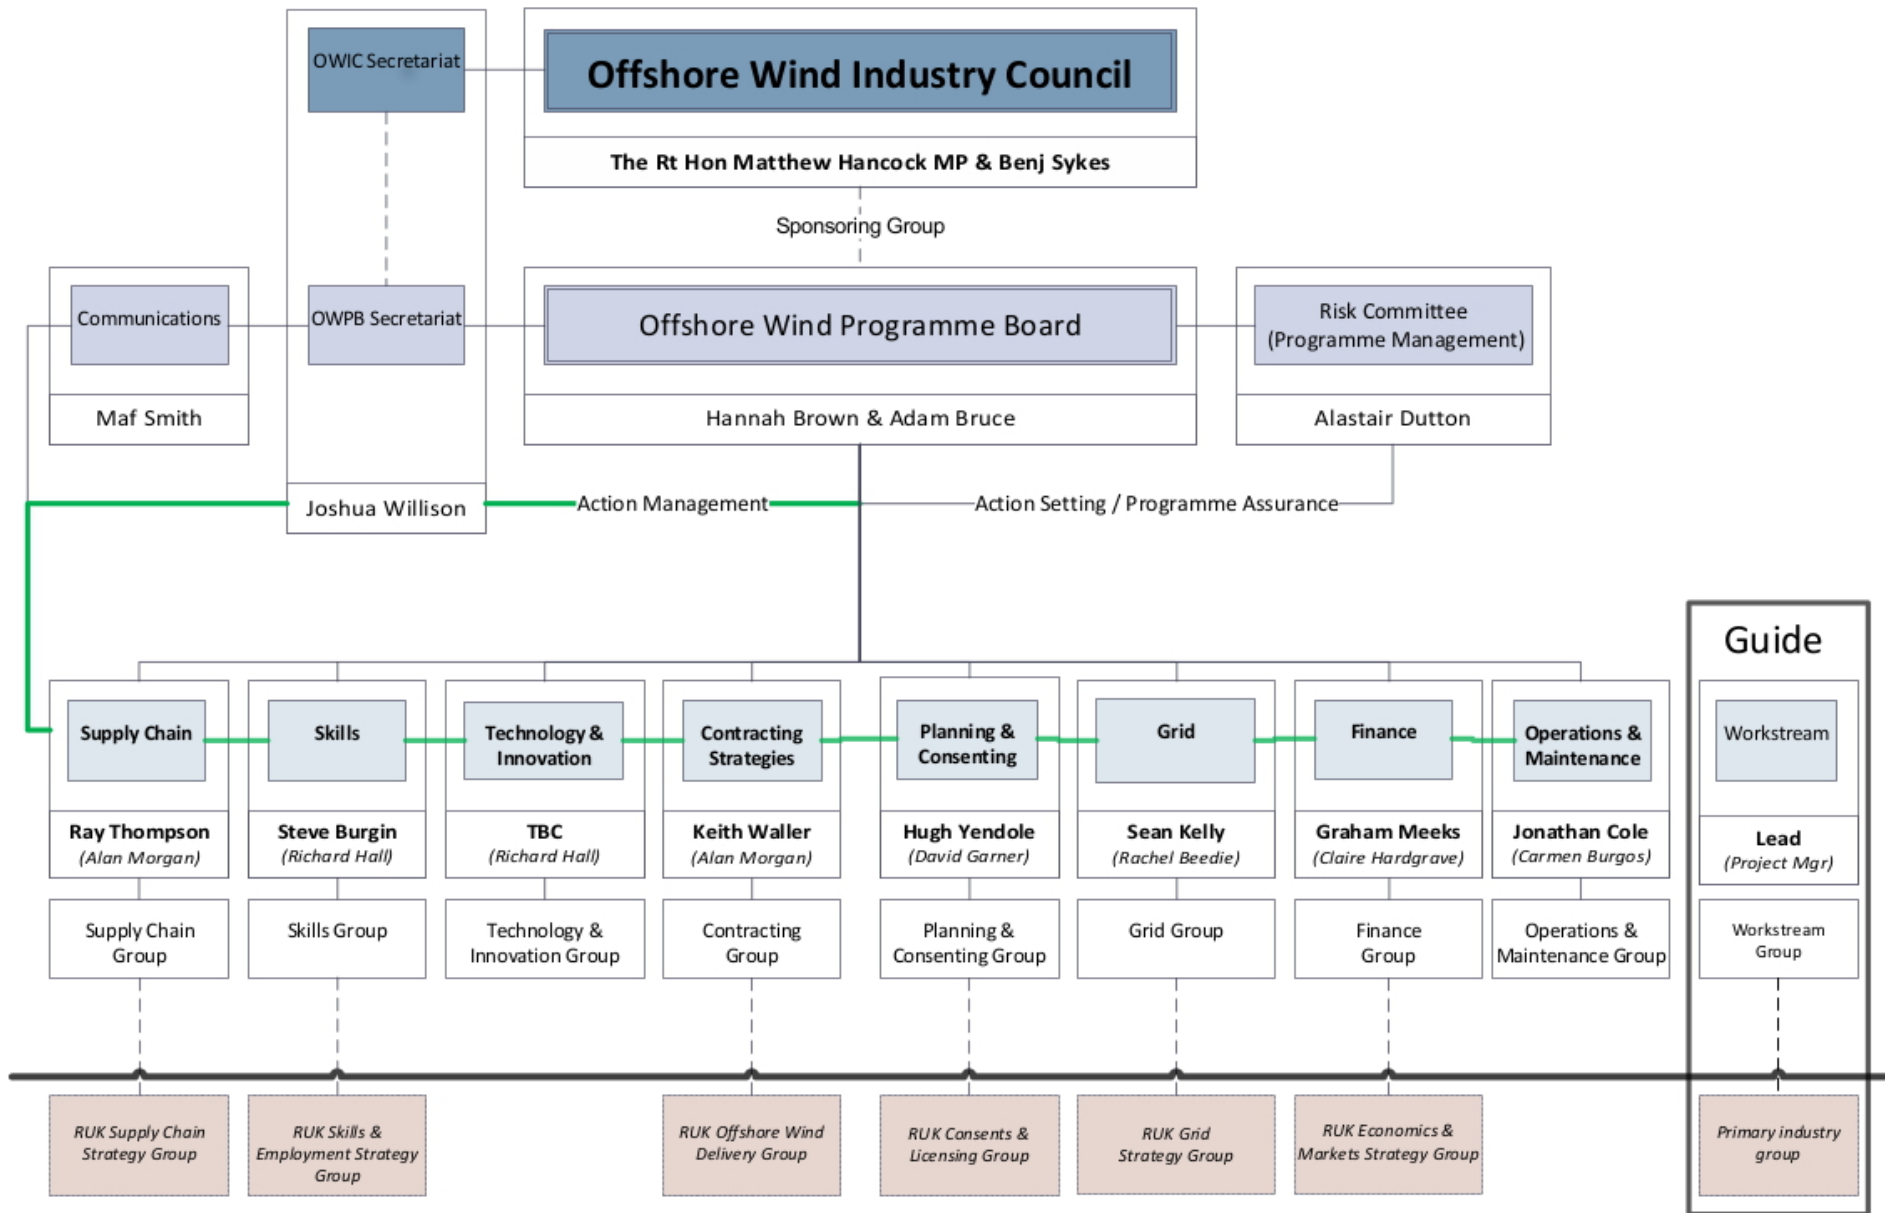 OWIC Secretariat
Offshore Wind Industry Council
The Rt Hon Matthew Hancock MP & Benj Sykes
Sponsoring Group
Communications
OWPB Secretariat
Offshore Wind Programme Board
Risk Committee
(Programme Management)
Maf Smith
Hannah Brown & Adam Bruce
Alastair Dutton
Joshua Willison
Action Management
Action Setting / Programme Assurance
Supply Chain
Ray Thompson
(Alan Morgan)
Supply Chain
Group
RUK Supply Chain
Strategy Group
Skills
Steve Burgin
(Richard Hall)
Skills Group
RUK Skills &
Employment Strategy
Group
Technology &
Innovation
TBC
(Richard Hall)
Technology &
Innovation Group
Contracting
Strategies
Keith Waller
(Alan Morgan)
Contracting
Group
RUK Offshore Wind
Delivery Group
Planning &
Consenting
Hugh Yendole
(David Garner)
Planning &
Consenting Group
RUK Consents &
Licensing Group
Grid
Sean Kelly
(Rachel Beedie)
Grid Group
RUK Grid
Strategy Group
Finance
Graham Meeks
(Claire Hardgrave)
Finance
Group
RUK Economics &
Markets Strategy Group
Operations &
Maintenance
Jonathan Cole
(Carmen Burgos)
Operations &
Maintenance Group
Guide
Workstream
Lead
(Project Mgr)
Workstream
Group
Primary industry
group